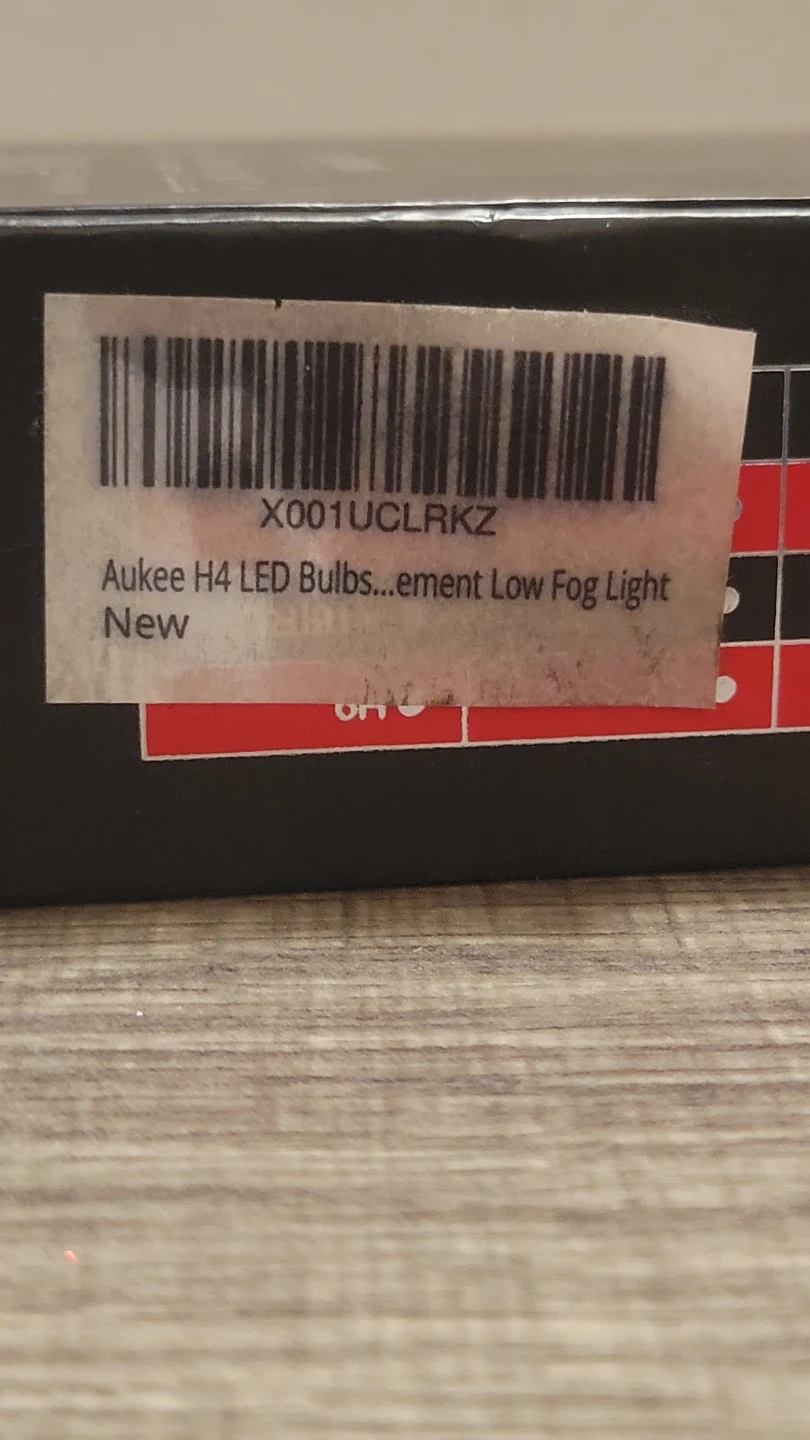 X001UCLRKZ
Aukee H4 LED Bulbs...ement Low Fog Light
New